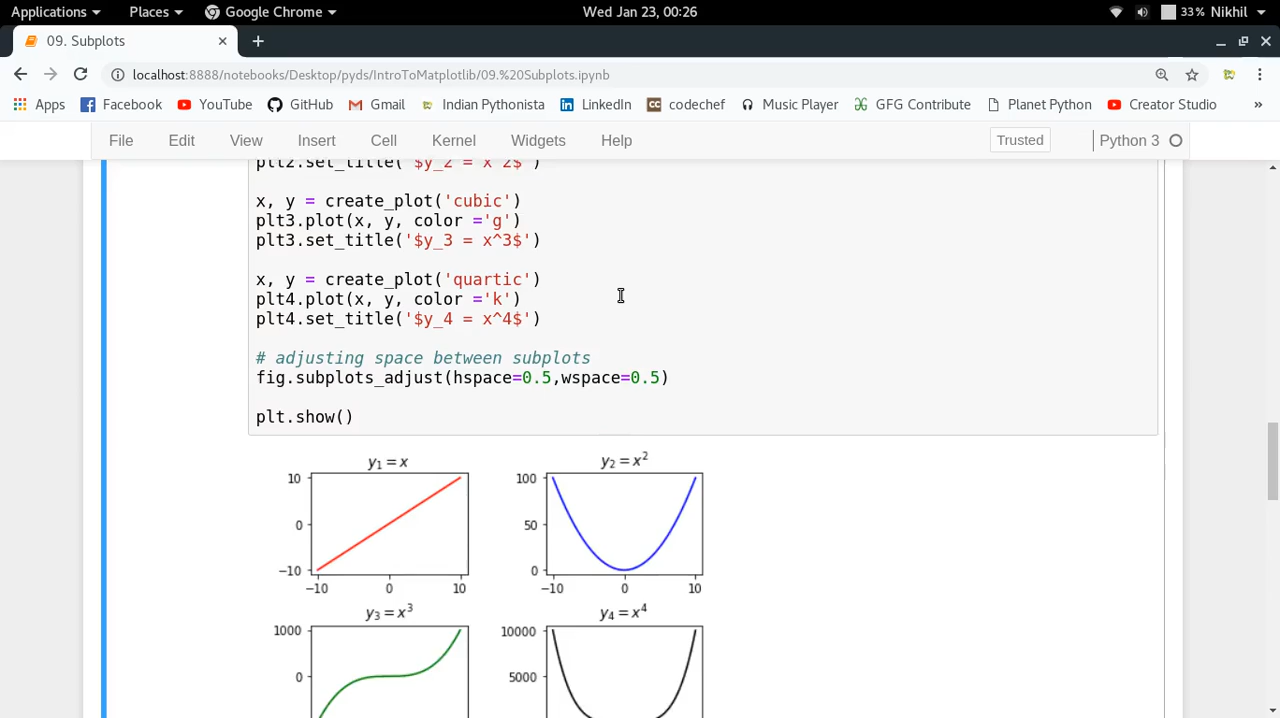 Applications Places Google Chrome Wed Jan 23, 00:26 33% Nikhil
09. Subplots
localhost:8888/notebooks/Desktop/pyds/IntroToMatplotlib/09.%20Subplots.ipynb
Apps Facebook YouTube GitHub Gmail Indian Pythonista LinkedIn codechef Music Player GFG Contribute Planet Python Creator Studio »
File Edit View Insert Cell Kernel Widgets Help Trusted Python 3
plt2.set_title('$y_2 = x^2$')
x, y = create_plot('cubic')
plt3.plot(x, y, color ='g')
plt3.set_title('$y_3 = x^3$')
x, y = create_plot('quartic')
plt4.plot(x, y, color ='k')
plt4.set_title('$y_4 = x^4$')
# adjusting space between subplots
fig.subplots_adjust(hspace=0.5,wspace=0.5)
plt.show()
y₁ = x
10
0
−10
−10 0 10
y₂ = x²
100
50
0
−10 0 10
y₃ = x³
1000
0
y₄ = x⁴
10000
5000